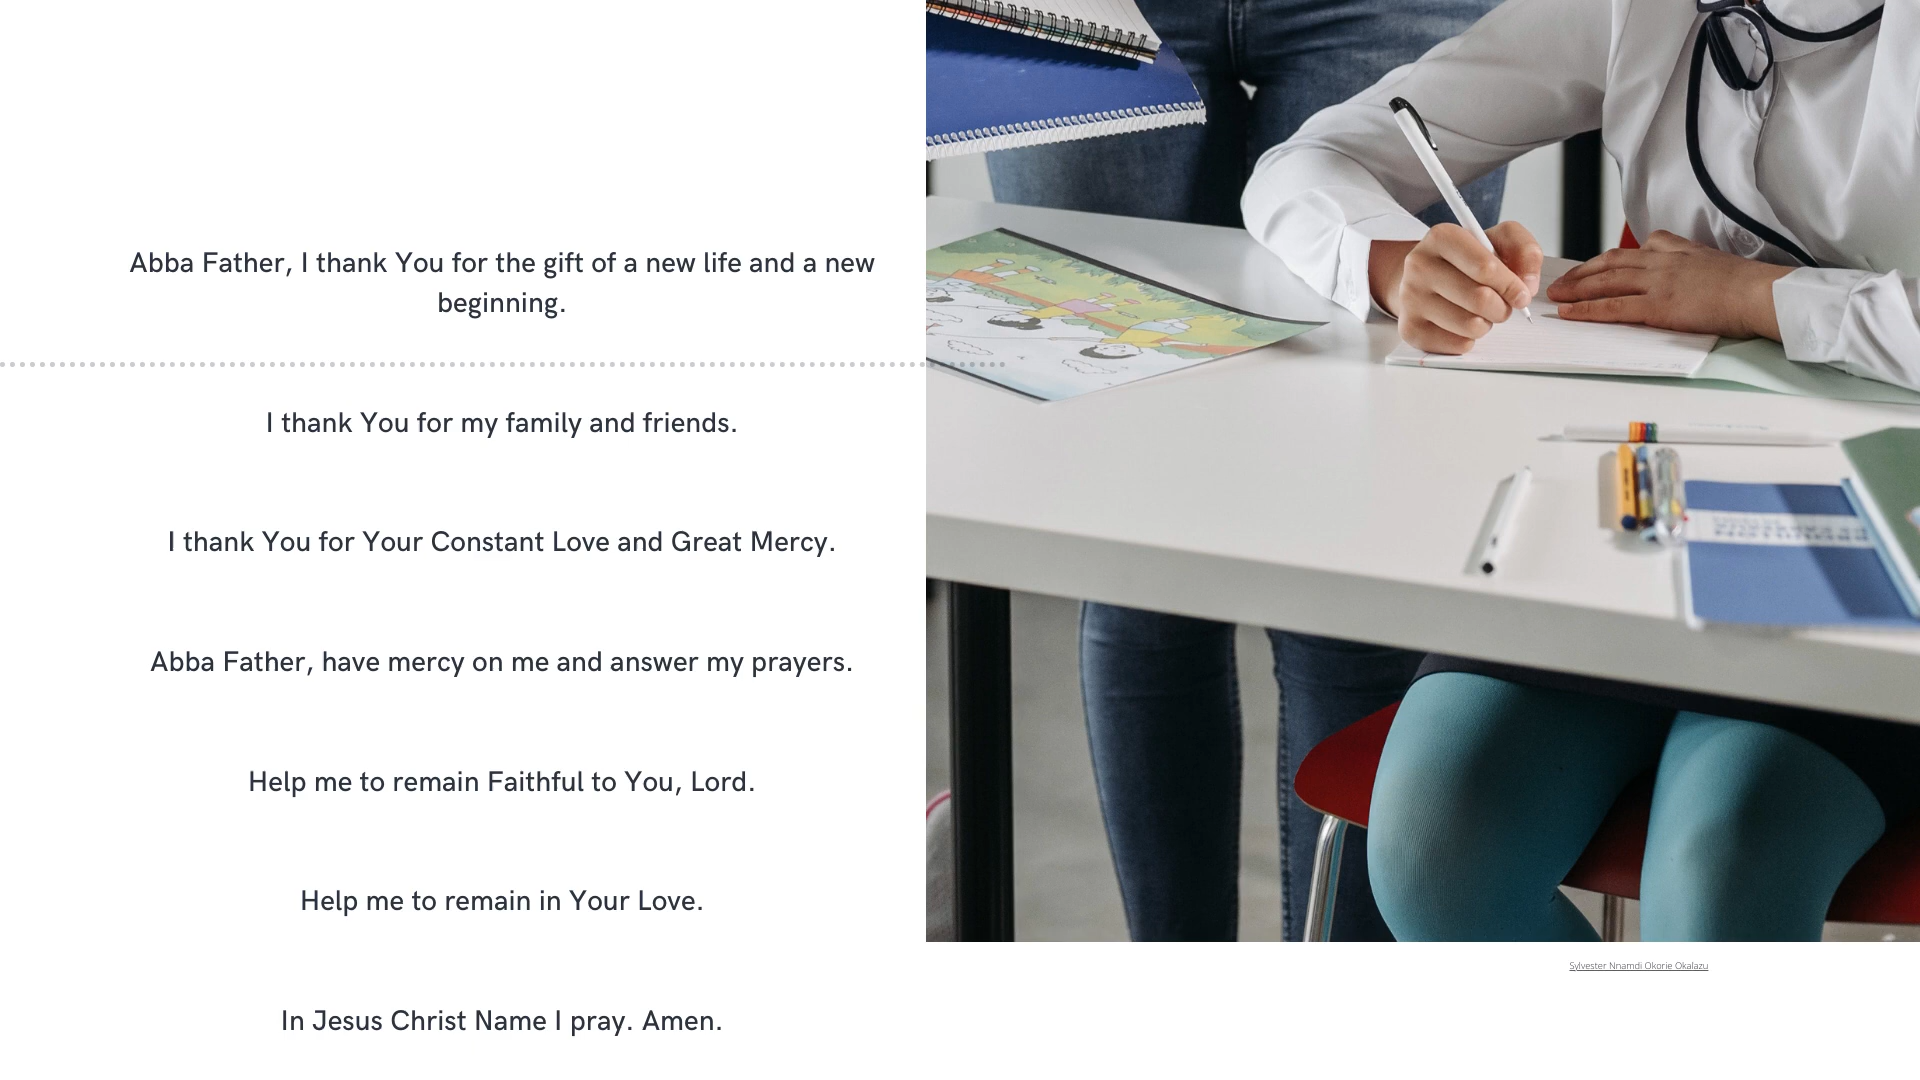 Abba Father, I thank You for the gift of a new life and a new
beginning.
I thank You for my family and friends.
I thank You for Your Constant Love and Great Mercy.
Abba Father, have mercy on me and answer my prayers.
Help me to remain Faithful to You, Lord.
Help me to remain in Your Love.
In Jesus Christ Name I pray. Amen.
Sylvester Nnamdi Okorie Okalazu